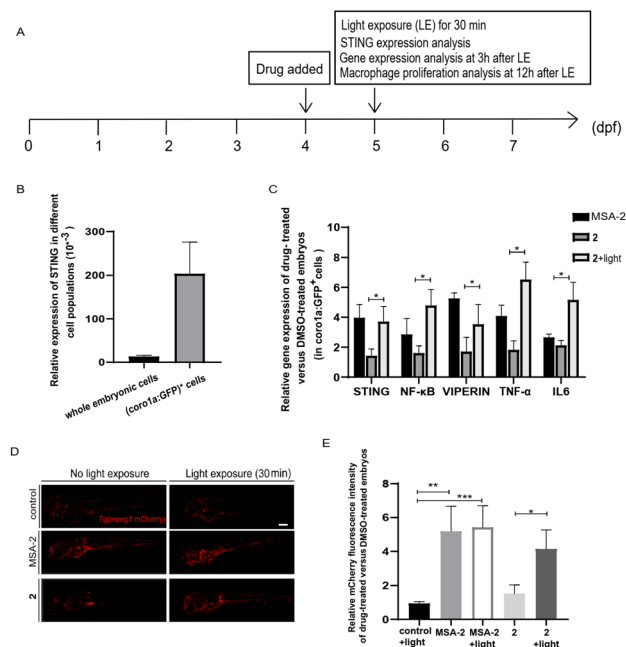 A
Drug added
Light exposure (LE) for 30 min
STING expression analysis
Gene expression analysis at 3h after LE
Macrophage proliferation analysis at 12h after LE
0 1 2 3 4 5 6 7 (dpf)
B
Relative expression of STING in different
cell populations (10^-3)
300
200
100
0
whole embryonic cells
(coro1a:GFP)⁺ cells
C
Relative gene expression of drug- treated
versus DMSO-treated embryos
(in coro1a:GFP⁺cells)
10
8
6
4
2
0
* * * * *
STING NF-κB VIPERIN TNF-α IL6
MSA-2
2
2+light
D
No light exposure Light exposure (30min)
control
Tg(mpeg1:mCherry)
MSA-2
2
E
Relative mCherry fluorescence intensity
of drug-treated versus DMSO-treated embryos
8
6
4
2
0
**
***
*
control
+light
MSA-2
MSA-2
+light
2
2
+light